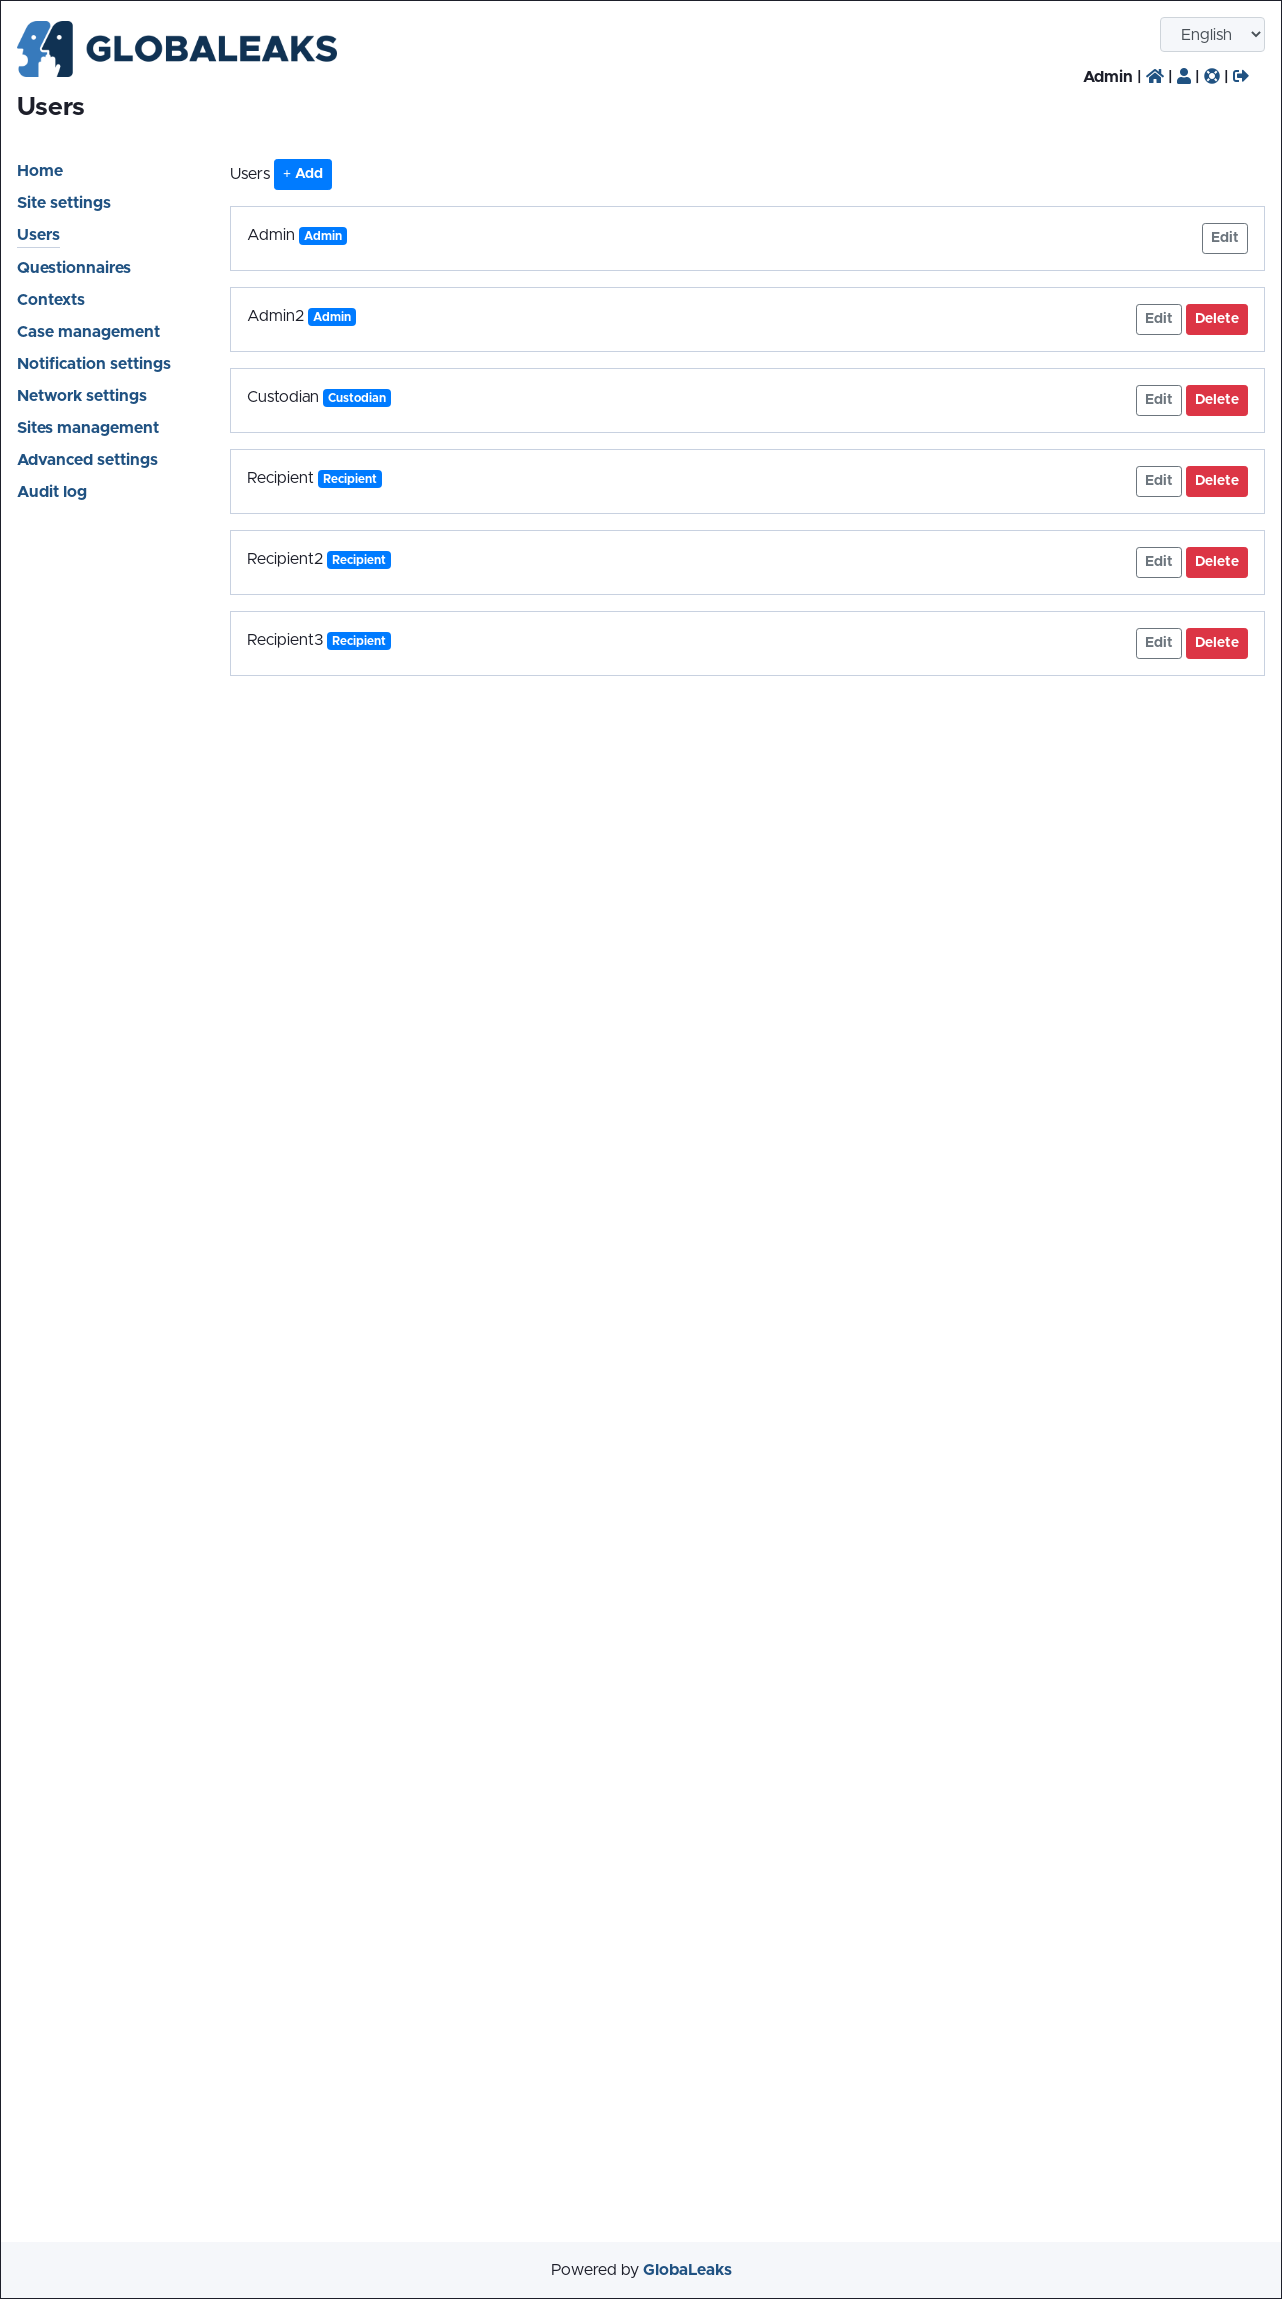 GLOBALEAKS
English
Admin | | | |
Users
Home
Site settings
Users
Questionnaires
Contexts
Case management
Notification settings
Network settings
Sites management
Advanced settings
Audit log
Users + Add
Admin Admin Edit
Admin2 Admin Edit Delete
Custodian Custodian Edit Delete
Recipient Recipient Edit Delete
Recipient2 Recipient Edit Delete
Recipient3 Recipient Edit Delete
Powered by GlobaLeaks